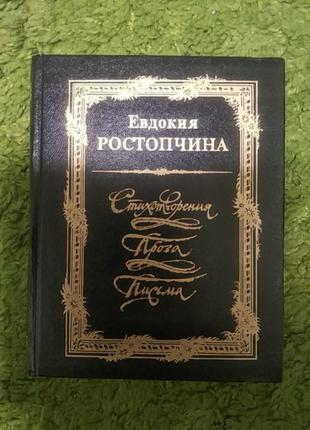 Евдокия
РОСТОПЧИНА
Стихотворения
Проза
Письма